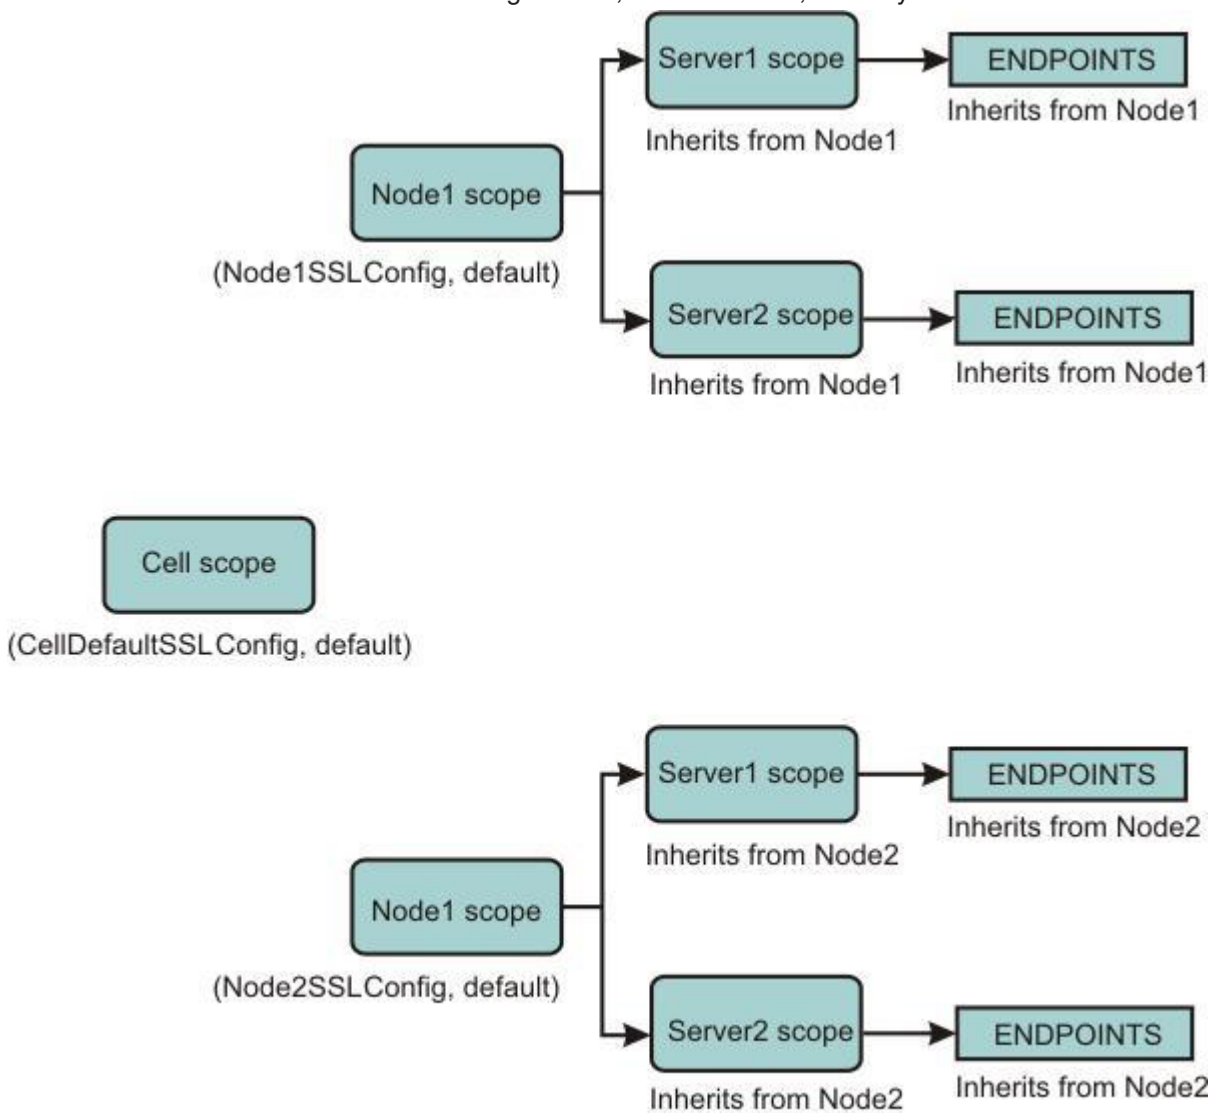 Server1 scope
ENDPOINTS
Inherits from Node1
Inherits from Node1
Node1 scope
(Node1SSLConfig, default)
Server2 scope
ENDPOINTS
Inherits from Node1
Inherits from Node1
Cell scope
(CellDefaultSSLConfig, default)
Server1 scope
ENDPOINTS
Inherits from Node2
Inherits from Node2
Node1 scope
(Node2SSLConfig, default)
Server2 scope
ENDPOINTS
Inherits from Node2
Inherits from Node2